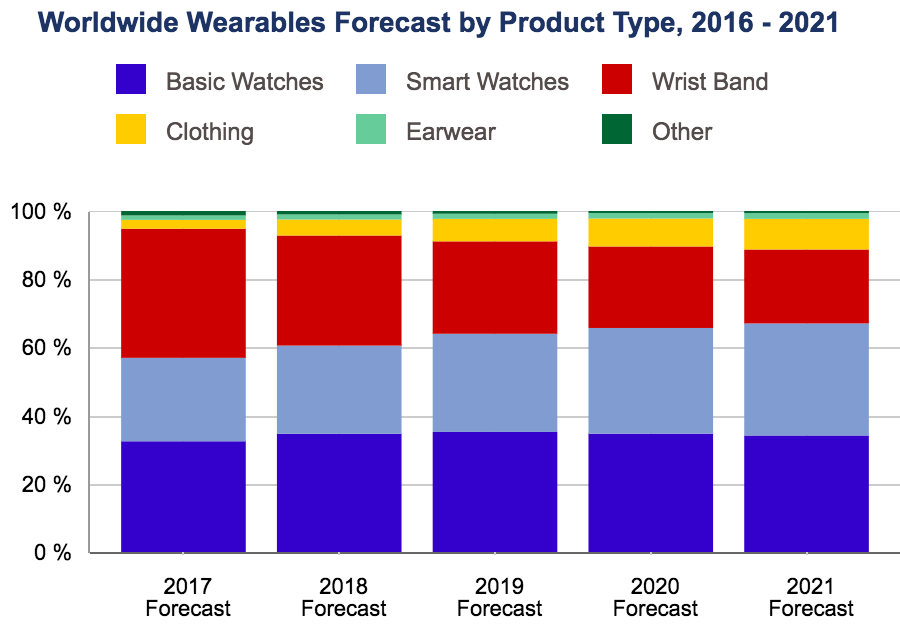 Worldwide Wearables Forecast by Product Type, 2016 - 2021
Basic Watches Smart Watches Wrist Band
Clothing Earwear Other
100 %
80 %
60 %
40 %
20 %
0 %
2017 2018 2019 2020 2021
Forecast Forecast Forecast Forecast Forecast